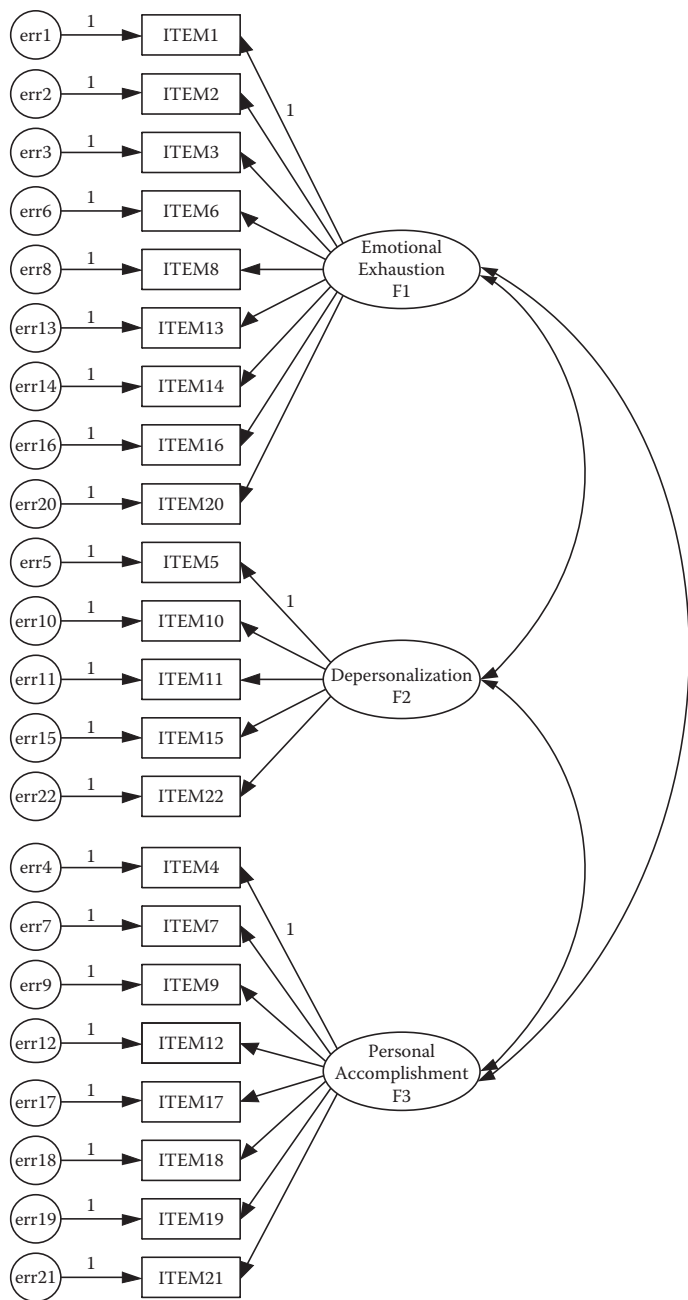 err1 1 ITEM1
1
err2 1 ITEM2
err3 1 ITEM3
err6 1 ITEM6
err8 1 ITEM8
Emotional
Exhaustion
F1
err13 1 ITEM13
err14 1 ITEM14
err16 1 ITEM16
err20 1 ITEM20
err5 1 ITEM5
1
err10 1 ITEM10
err11 1 ITEM11
Depersonalization
F2
err15 1 ITEM15
err22 1 ITEM22
err4 1 ITEM4
1
err7 1 ITEM7
err9 1 ITEM9
err12 1 ITEM12
Personal
Accomplishment
F3
err17 1 ITEM17
err18 1 ITEM18
err19 1 ITEM19
err21 1 ITEM21